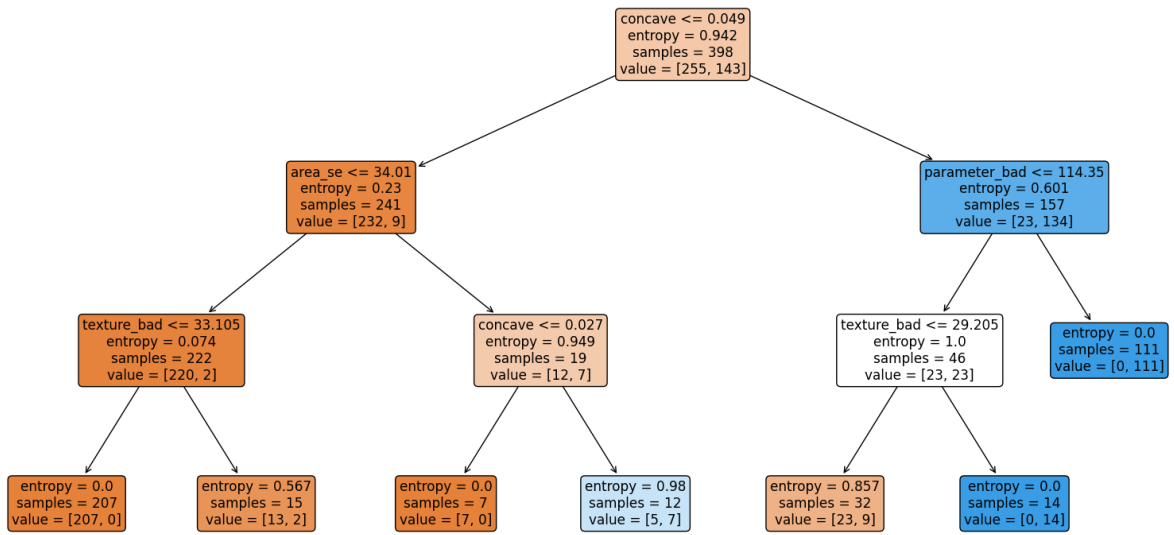 concave <= 0.049
entropy = 0.942
samples = 398
value = [255, 143]
area_se <= 34.01
entropy = 0.23
samples = 241
value = [232, 9]
parameter_bad <= 114.35
entropy = 0.601
samples = 157
value = [23, 134]
texture_bad <= 33.105
entropy = 0.074
samples = 222
value = [220, 2]
concave <= 0.027
entropy = 0.949
samples = 19
value = [12, 7]
texture_bad <= 29.205
entropy = 1.0
samples = 46
value = [23, 23]
entropy = 0.0
samples = 111
value = [0, 111]
entropy = 0.0
samples = 207
value = [207, 0]
entropy = 0.567
samples = 15
value = [13, 2]
entropy = 0.0
samples = 7
value = [7, 0]
entropy = 0.98
samples = 12
value = [5, 7]
entropy = 0.857
samples = 32
value = [23, 9]
entropy = 0.0
samples = 14
value = [0, 14]